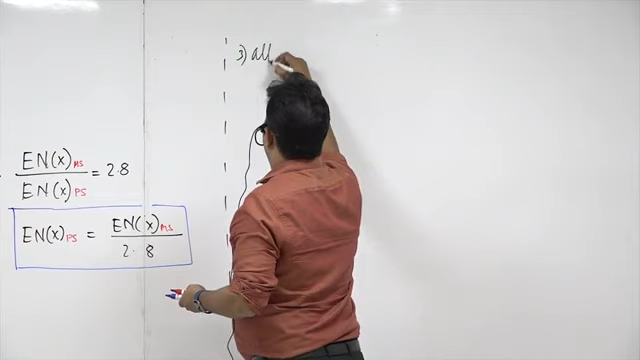 EN(x)MS / EN(x)PS = 2.8
EN(x)PS = EN(x)MS / 2.8
3) all